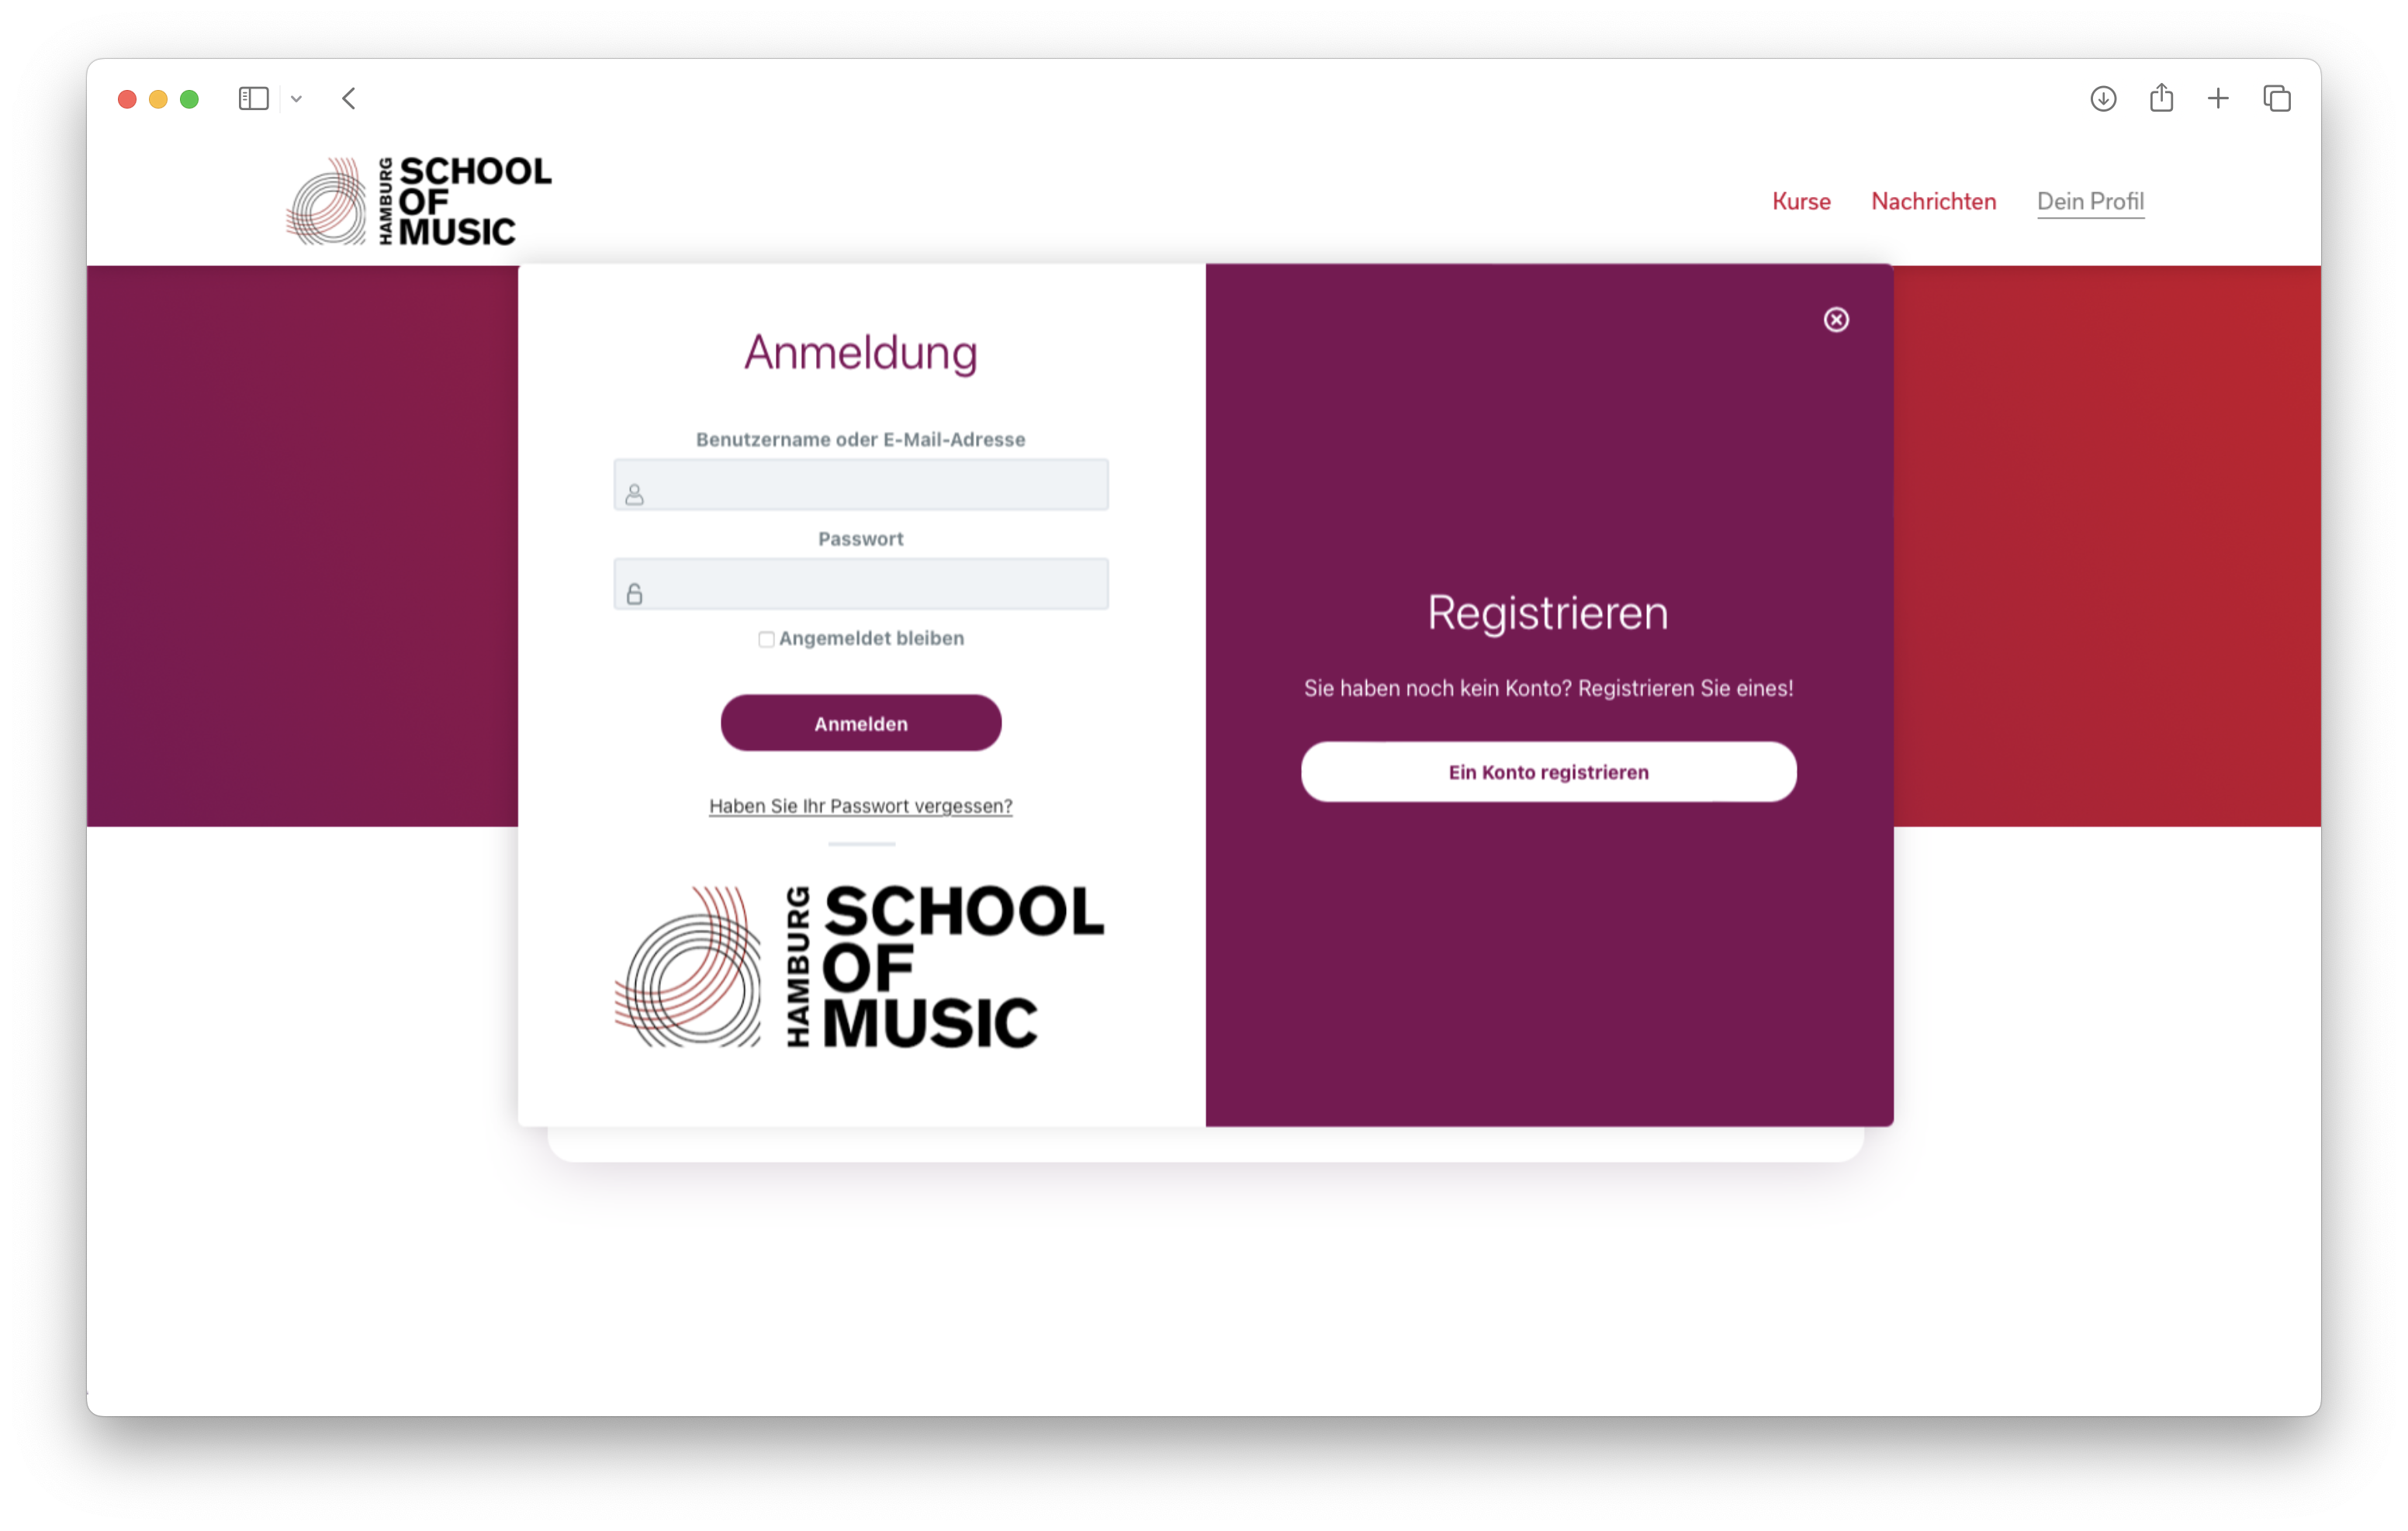 HAMBURG
SCHOOL
OF
MUSIC
Kurse
Nachrichten
Dein Profil
Anmeldung
Benutzername oder E-Mail-Adresse
Passwort
Angemeldet bleiben
Anmelden
Haben Sie Ihr Passwort vergessen?
HAMBURG
SCHOOL
OF
MUSIC
Registrieren
Sie haben noch kein Konto? Registrieren Sie eines!
Ein Konto registrieren